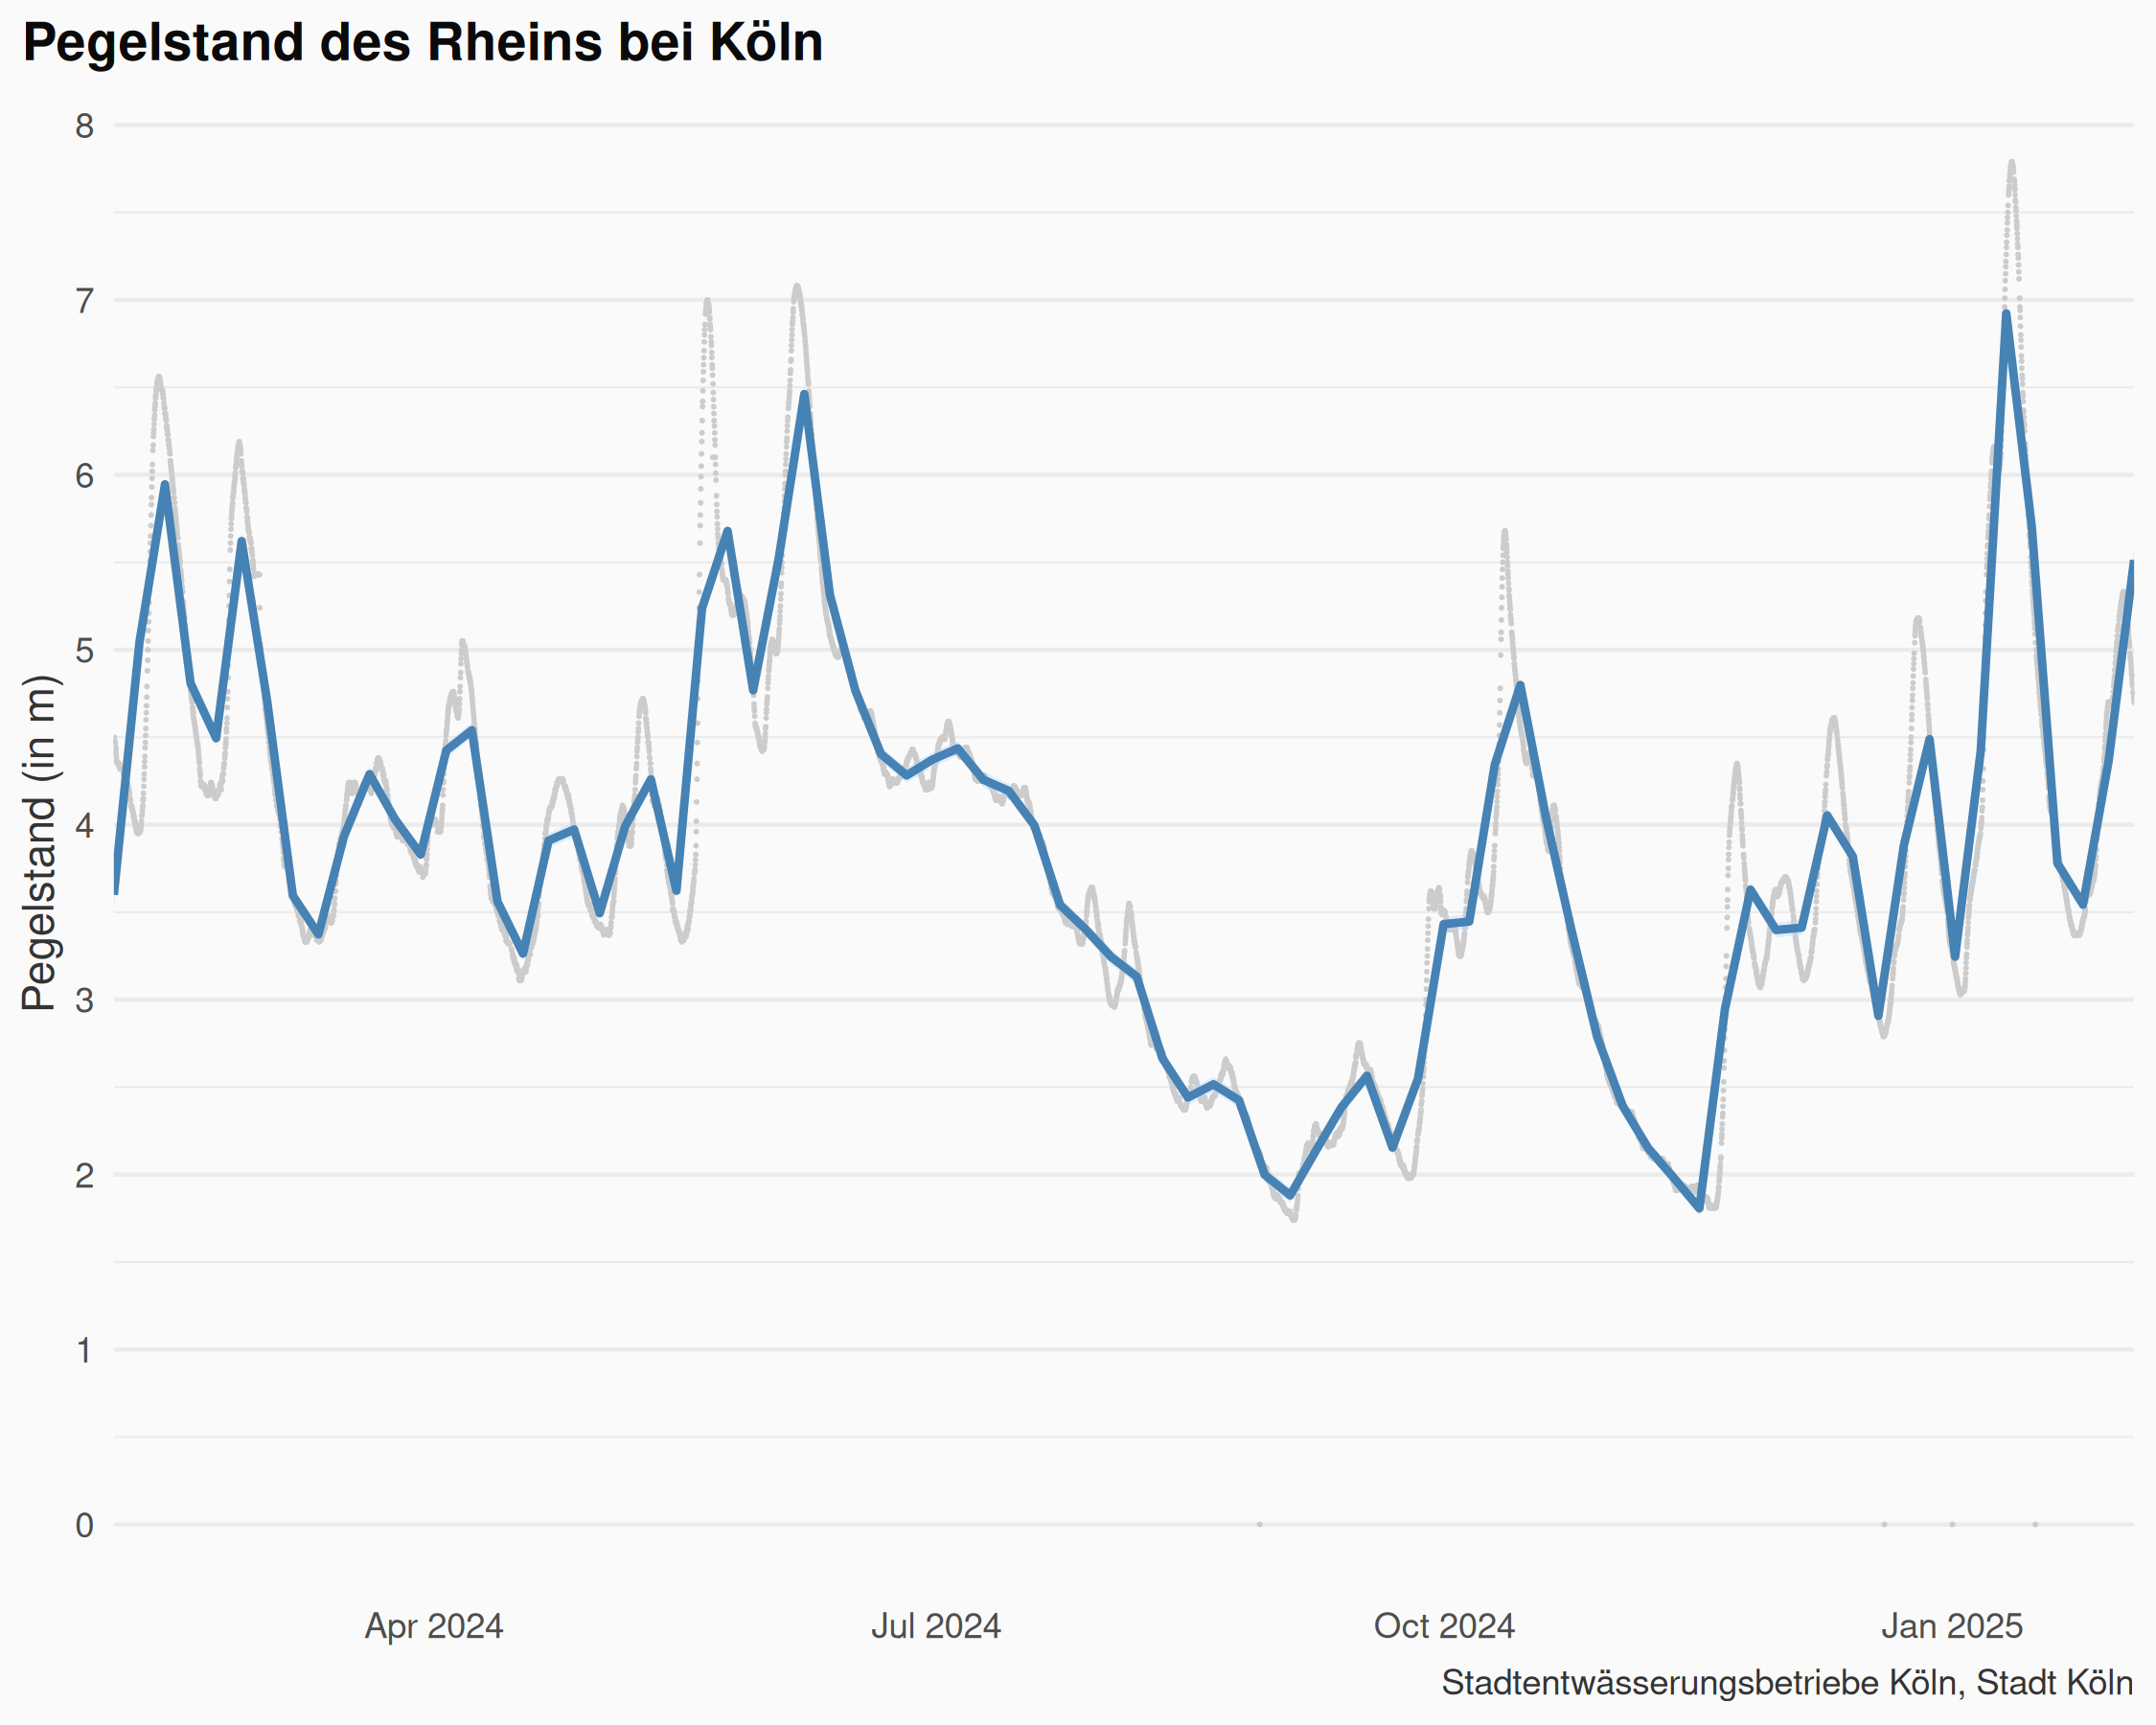 Pegelstand des Rheins bei Köln
Pegelstand (in m)
8
7
6
5
4
3
2
1
0
Apr 2024
Jul 2024
Oct 2024
Jan 2025
Stadtentwässerungsbetriebe Köln, Stadt Köln